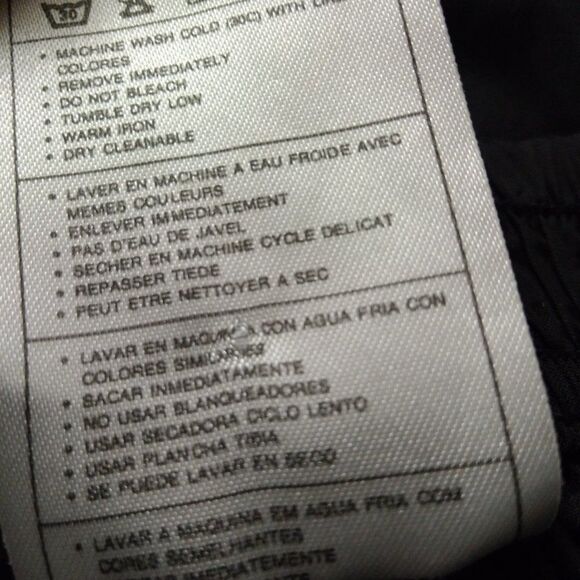 30
• MACHINE WASH COLD (30C) WITH LIKE
COLORES
• REMOVE IMMEDIATELY
• DO NOT BLEACH
• TUMBLE DRY LOW
• WARM IRON
• DRY CLEANABLE
• LAVER EN MACHINE A EAU FROIDE AVEC
MEMES COULEURS
• ENLEVER IMMEDIATEMENT
• PAS D'EAU DE JAVEL
• SECHER EN MACHINE CYCLE DELICAT
• REPASSER TIEDE
• PEUT ETRE NETTOYER A SEC
• LAVAR EN MAQUINA CON AGUA FRIA CON
COLORES SIMILARES
• SACAR INMEDIATAMENTE
• NO USAR BLANQUEADORES
• USAR SECADORA CICLO LENTO
• USAR PLANCHA TIBIA
• SE PUEDE LAVAR EN SECO
• LAVAR A MAQUINA EM AGUA FRIA COM
CORES SEMELHANTES
IMEDIATEMENTE